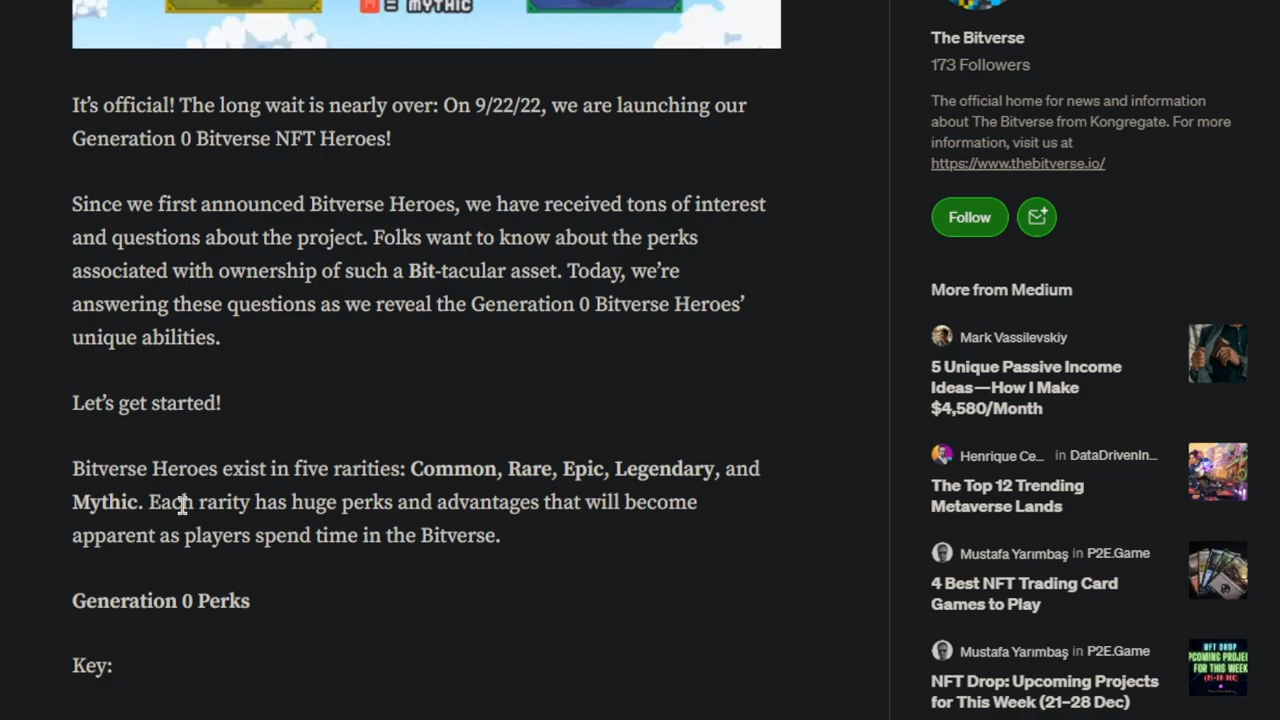 = MYTHIC
It’s official! The long wait is nearly over: On 9/22/22, we are launching our
Generation 0 Bitverse NFT Heroes!
Since we first announced Bitverse Heroes, we have received tons of interest
and questions about the project. Folks want to know about the perks
associated with ownership of such a Bit-tacular asset. Today, we’re
answering these questions as we reveal the Generation 0 Bitverse Heroes’
unique abilities.
Let’s get started!
Bitverse Heroes exist in five rarities: Common, Rare, Epic, Legendary, and
Mythic. Each rarity has huge perks and advantages that will become
apparent as players spend time in the Bitverse.
Generation 0 Perks
Key:
The Bitverse
173 Followers
The official home for news and information
about The Bitverse from Kongregate. For more
information, visit us at
https://www.thebitverse.io/
Follow
More from Medium
Mark Vassilevskiy
5 Unique Passive Income
Ideas—How I Make
$4,580/Month
Henrique Ce... in DataDrivenIn...
The Top 12 Trending
Metaverse Lands
Mustafa Yarımbaş in P2E.Game
4 Best NFT Trading Card
Games to Play
Mustafa Yarımbaş in P2E.Game
NFT Drop: Upcoming Projects
for This Week (21–28 Dec)
NFT DROP
UPCOMING PROJECTS
FOR THIS WEEK